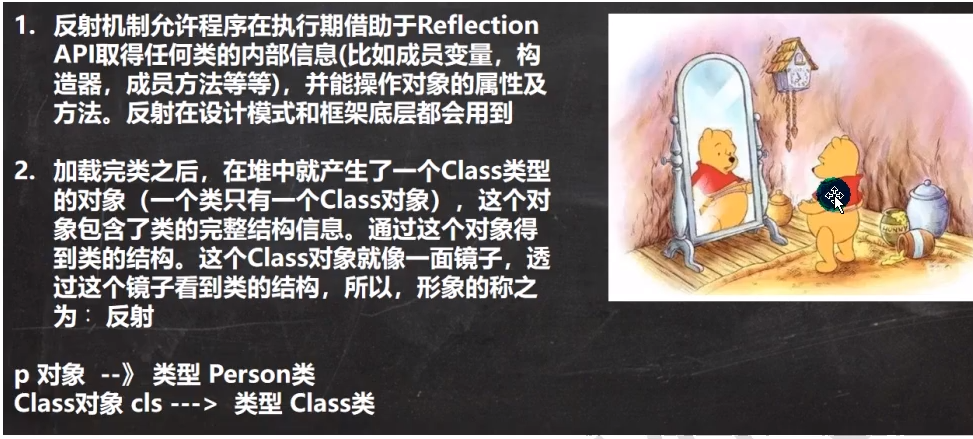 1. 反射机制允许程序在执行期借助于Reflection
API取得任何类的内部信息(比如成员变量，构
造器，成员方法等等)，并能操作对象的属性及
方法。反射在设计模式和框架底层都会用到
2. 加载完类之后，在堆中就产生了一个Class类型
的对象（一个类只有一个Class对象），这个对
象包含了类的完整结构信息。通过这个对象得
到类的结构。这个Class对象就像一面镜子，透
过这个镜子看到类的结构，所以，形象的称之
为：反射
p 对象 --》 类型 Person类
Class对象 cls ---> 类型 Class类
HUNNY